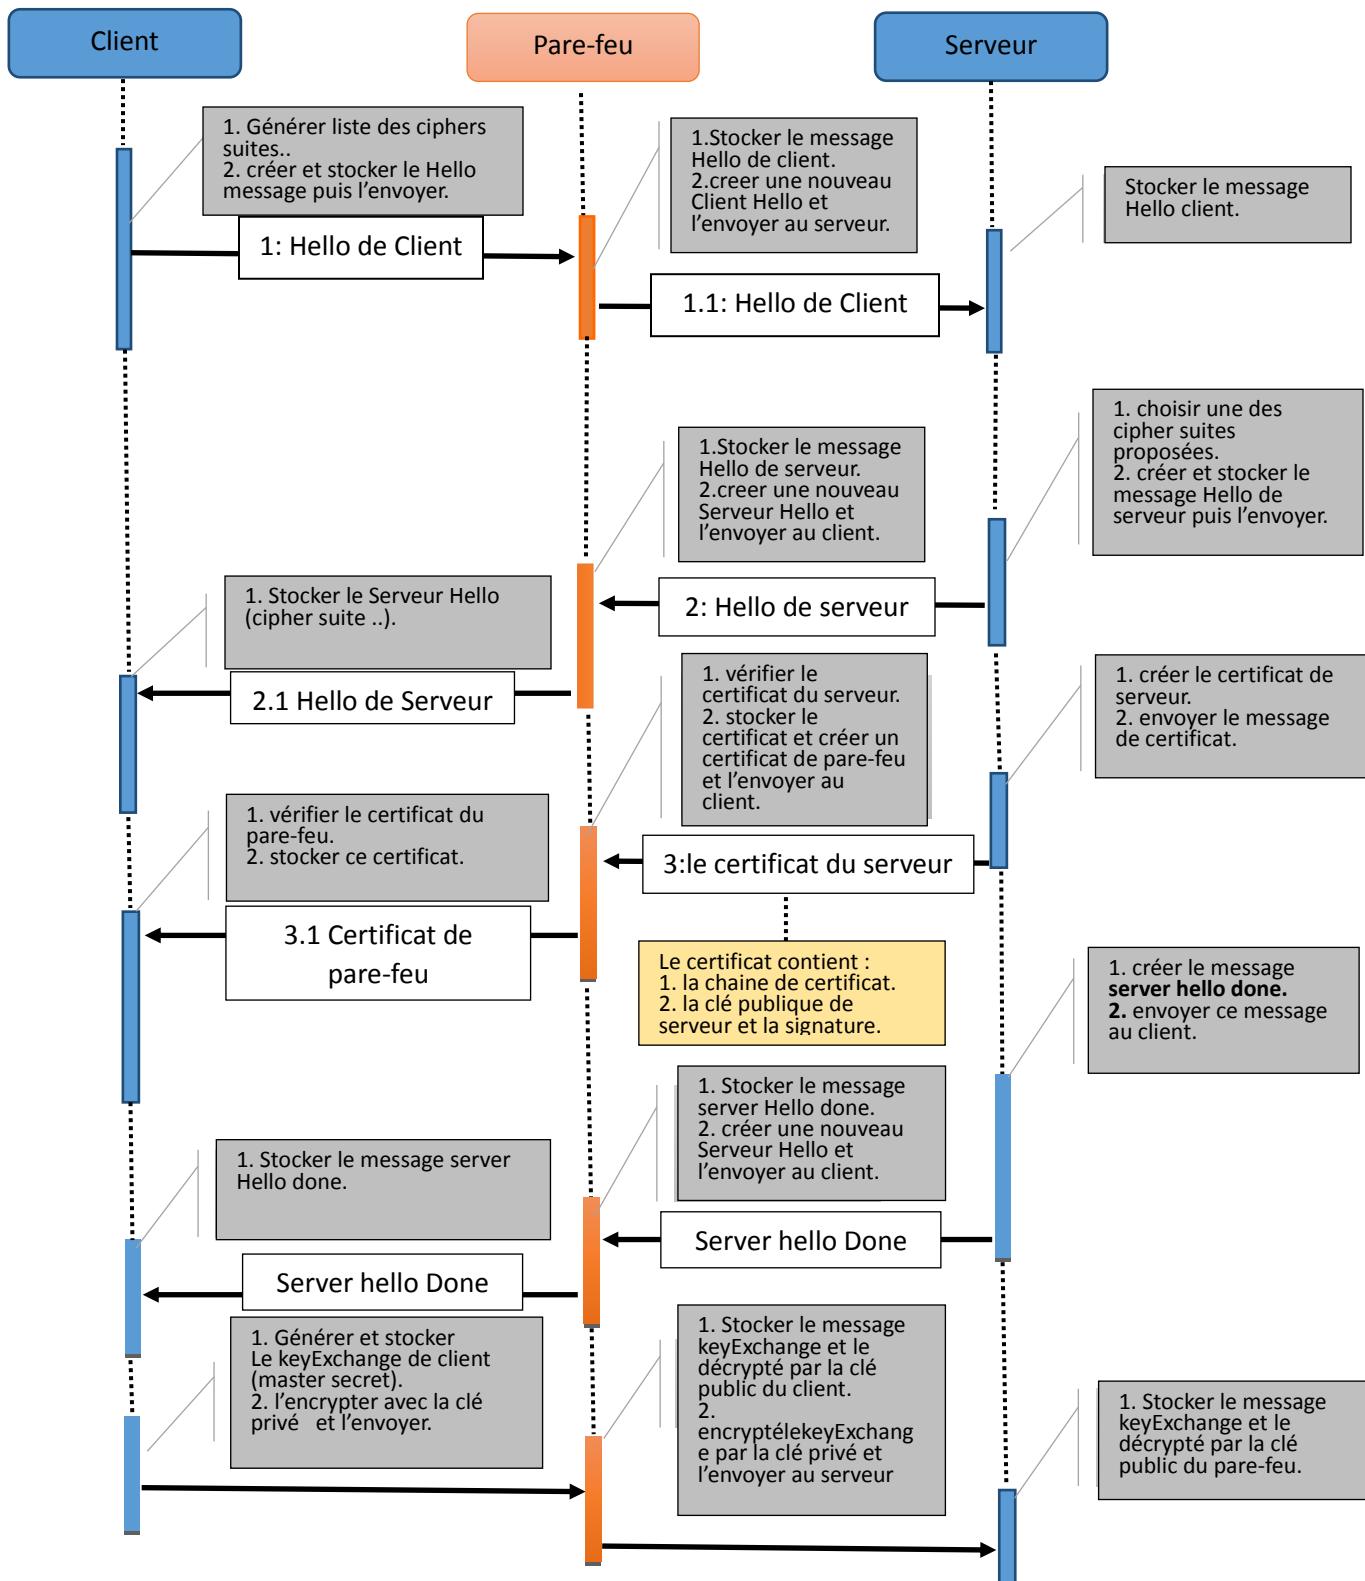 Client
Pare-feu
Serveur
1. Générer liste des ciphers
suites..
2. créer et stocker le Hello
message puis l'envoyer.
1.Stocker le message
Hello de client.
2.creer une nouveau
Client Hello et
l'envoyer au serveur.
Stocker le message
Hello client.
1: Hello de Client
1.1: Hello de Client
1. choisir une des
cipher suites
proposées.
2. créer et stocker le
message Hello de
serveur puis l'envoyer.
1.Stocker le message
Hello de serveur.
2.creer une nouveau
Serveur Hello et
l'envoyer au client.
2: Hello de serveur
1. Stocker le Serveur Hello
(cipher suite ..).
2.1 Hello de Serveur
1. créer le certificat de
serveur.
2. envoyer le message
de certificat.
1. vérifier le
certificat du serveur.
2. stocker le
certificat et créer un
certificat de pare-feu
et l'envoyer au
client.
1. vérifier le certificat du
pare-feu.
2. stocker ce certificat.
3:le certificat du serveur
3.1 Certificat de
pare-feu
Le certificat contient :
1. la chaine de certificat.
2. la clé publique de
serveur et la signature.
1. créer le message
server hello done.
2. envoyer ce message
au client.
1. Stocker le message
server Hello done.
2. créer une nouveau
Serveur Hello et
l'envoyer au client.
1. Stocker le message server
Hello done.
Server hello Done
Server hello Done
1. Générer et stocker
Le keyExchange de client
(master secret).
2. l'encrypter avec la clé
privé et l'envoyer.
1. Stocker le message
keyExchange et le
décrypté par la clé
public du client.
2.
encryptélekeyExchang
e par la clé privé et
l'envoyer au serveur
1. Stocker le message
keyExchange et le
décrypté par la clé
public du pare-feu.